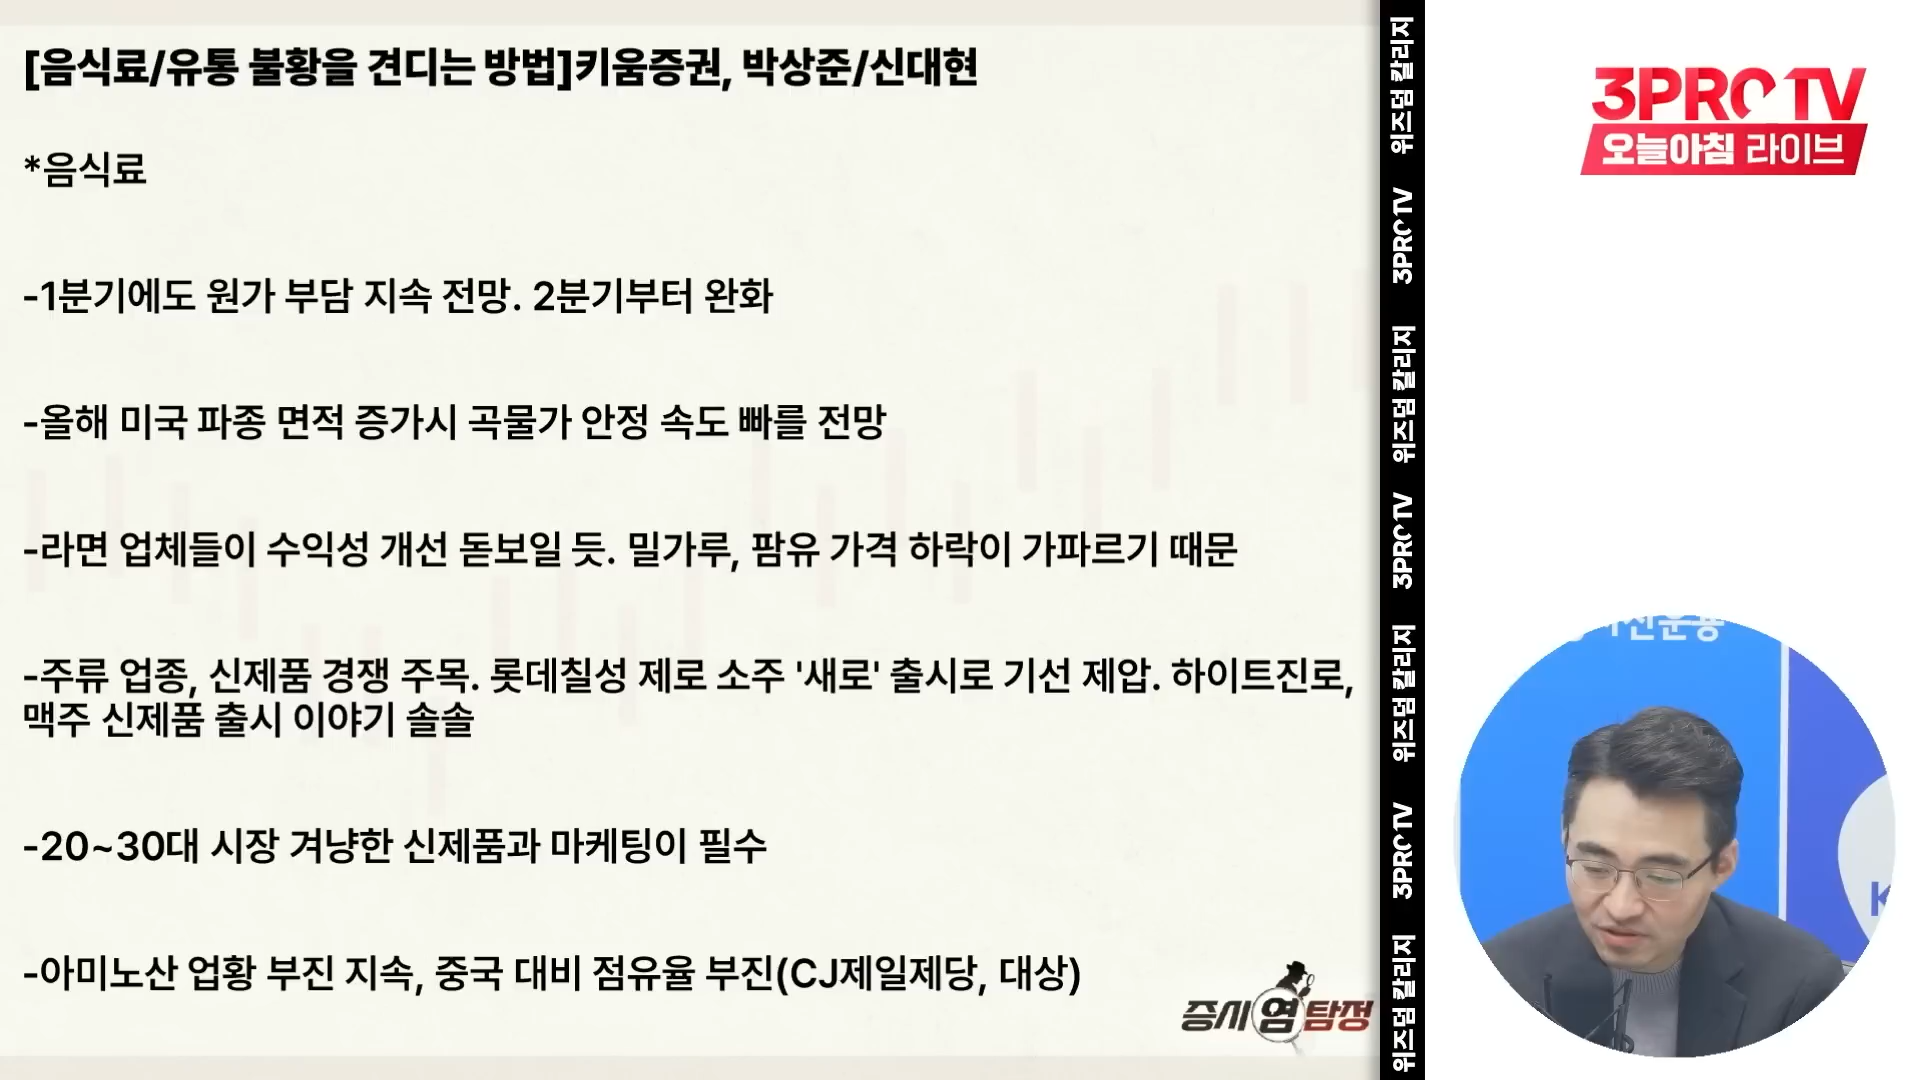 [음식료/유통 불황을 견디는 방법]키움증권, 박상준/신대현
*음식료
-1분기에도 원가 부담 지속 전망. 2분기부터 완화
-올해 미국 파종 면적 증가시 곡물가 안정 속도 빠를 전망
-라면 업체들이 수익성 개선 돋보일 듯. 밀가루, 팜유 가격 하락이 가파르기 때문
-주류 업종, 신제품 경쟁 주목. 롯데칠성 제로 소주 '새로' 출시로 기선 제압. 하이트진로,
맥주 신제품 출시 이야기 솔솔
-20~30대 시장 겨냥한 신제품과 마케팅이 필수
-아미노산 업황 부진 지속, 중국 대비 점유율 부진(CJ제일제당, 대상)
증시 염 탐정
위즈덤 칼리지
3PROTV
위즈덤 칼리지
3PROTV
위즈덤 칼리지
3PROTV
위즈덤 칼리지
3PROTV
오늘아침 라이브